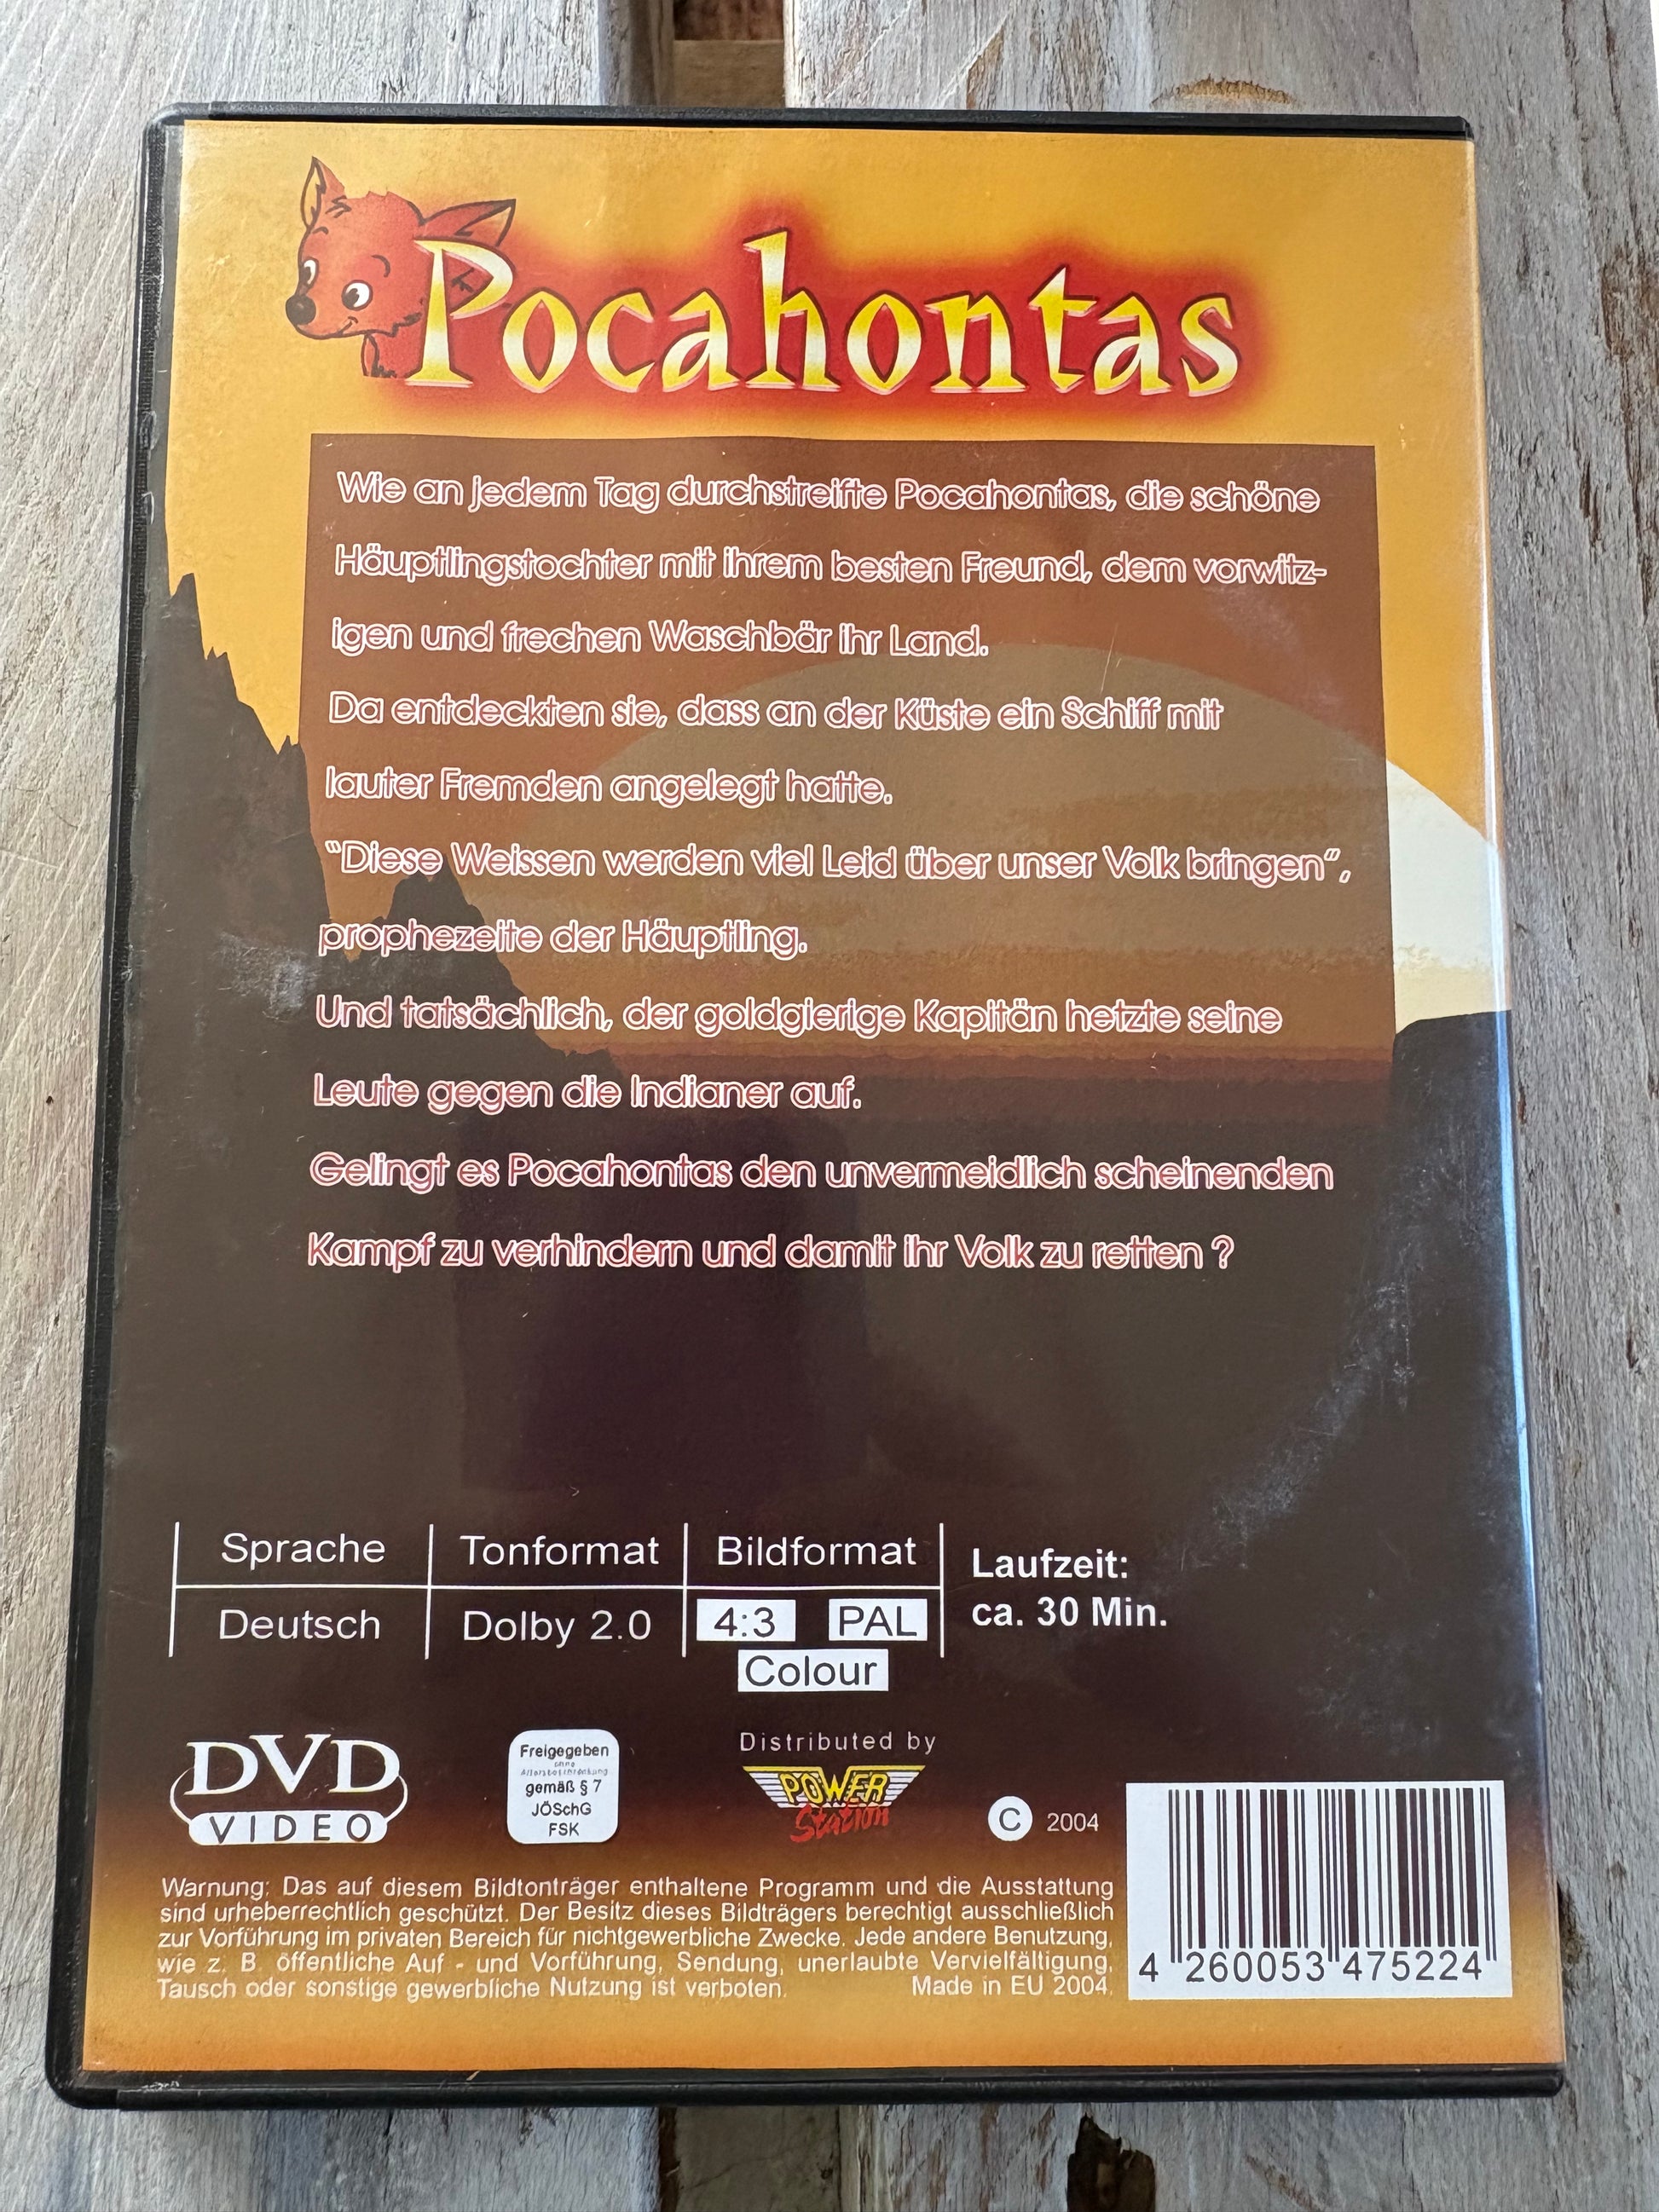 Pocahontas
Wie an jedem Tag durchstreifte Pocahontas, die schöne
Häuptlingstochter mit ihrem besten Freund, dem vorwitz-
igen und frechen Waschbär ihr Land.
Da entdeckten sie, dass an der Küste ein Schiff mit
lauter Fremden angelegt hatte.
"Diese Weissen werden viel Leid über unser Volk bringen",
prophezeite der Häuptling.
Und tatsächlich, der goldgierige Kapitän hetzte seine
Leute gegen die Indianer auf.
Gelingt es Pocahontas den unvermeidlich scheinenden
Kampf zu verhindern und damit ihr Volk zu retten ?
Sprache Tonformat Bildformat
Deutsch Dolby 2.0 4:3 PAL
Colour
Laufzeit:
ca. 30 Min.
DVD
VIDEO
Freigegeben
ohne
Altersbeschränkung
gemäß § 7
JÖSchG
FSK
Distributed by
POWER
Station
C 2004
Warnung: Das auf diesem Bildtonträger enthaltene Programm und die Ausstattung
sind urheberrechtlich geschützt. Der Besitz dieses Bildträgers berechtigt ausschließlich
zur Vorführung im privaten Bereich für nichtgewerbliche Zwecke. Jede andere Benutzung,
wie z. B. öffentliche Auf - und Vorführung, Sendung, unerlaubte Vervielfältigung,
Tausch oder sonstige gewerbliche Nutzung ist verboten. Made in EU 2004.
4 260053 475224